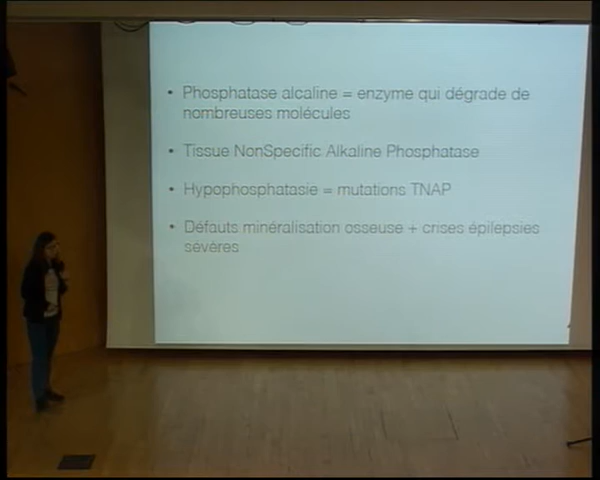 • Phosphatase alcaline = enzyme qui dégrade de
nombreuses molécules
• Tissue NonSpecific Alkaline Phosphatase
• Hypophosphatasie = mutations TNAP
• Défauts minéralisation osseuse + crises épilepsies
sévères